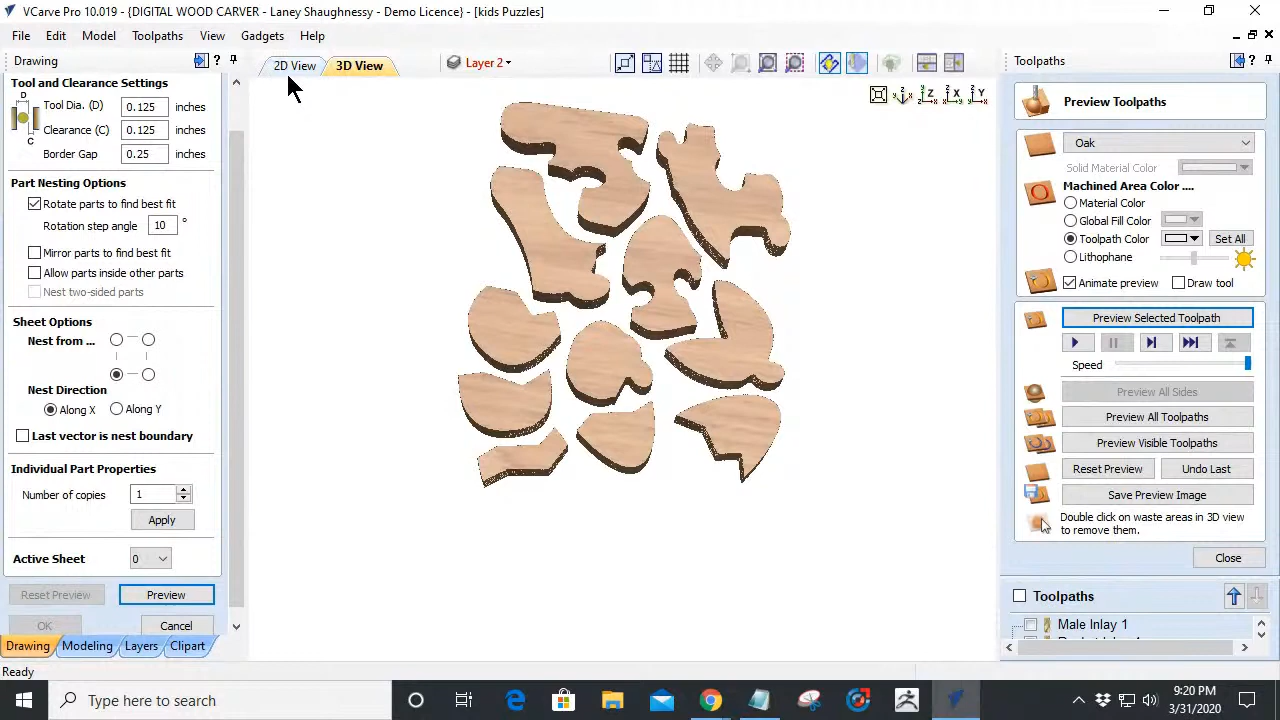 VCarve Pro 10.019 - {DIGITAL WOOD CARVER - Laney Shaughnessy - Demo Licence} - [kids Puzzles]
File Edit Model Toolpaths View Gadgets Help
Drawing
2D View
3D View
Layer 2
Tool and Clearance Settings
D
C
Tool Dia. (D) 0.125 inches
Clearance (C) 0.125 inches
Border Gap 0.25 inches
Part Nesting Options
Rotate parts to find best fit
Rotation step angle 10 °
Mirror parts to find best fit
Allow parts inside other parts
Nest two-sided parts
Sheet Options
Nest from ...
Nest Direction
Along X Along Y
Last vector is nest boundary
Individual Part Properties
Number of copies 1
Apply
Active Sheet 0
Reset Preview Preview
OK Cancel
Drawing Modeling Layers Clipart
Ready
Toolpaths
Preview Toolpaths
Oak
Solid Material Color
Machined Area Color ....
Material Color
Global Fill Color
Toolpath Color Set All
Lithophane
Animate preview Draw tool
Preview Selected Toolpath
Speed
Preview All Sides
Preview All Toolpaths
Preview Visible Toolpaths
Reset Preview Undo Last
Save Preview Image
Double click on waste areas in 3D view
to remove them.
Close
Toolpaths
Male Inlay 1
Type here to search
9:20 PM
3/31/2020